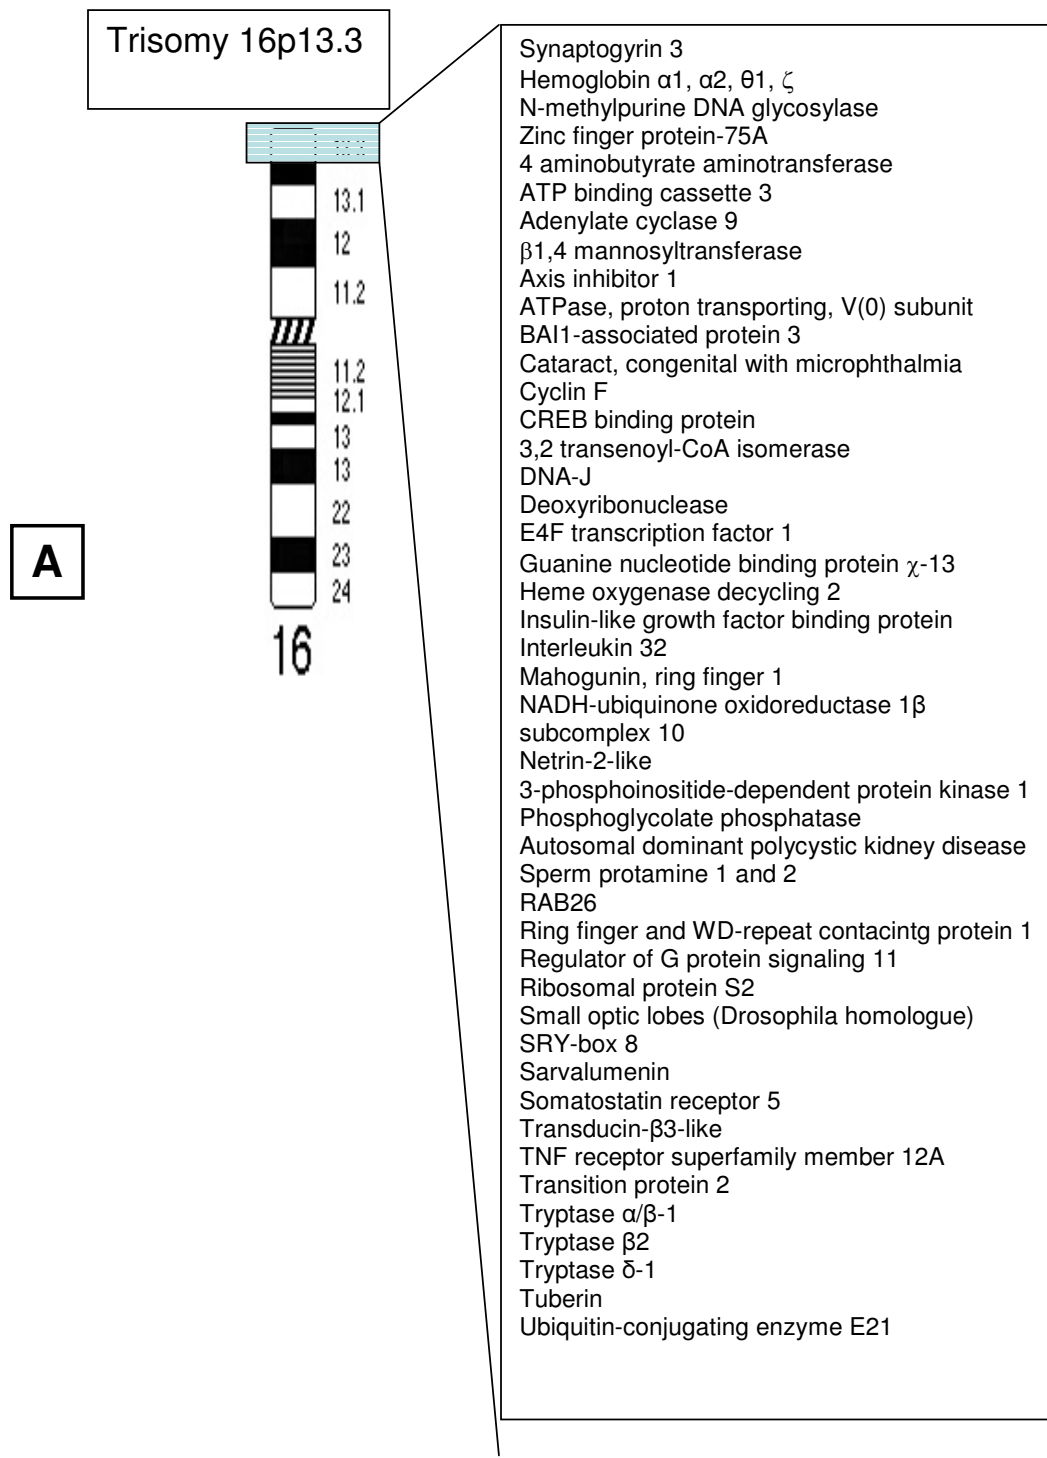 Trisomy 16p13.3
13.1
12
11.2
11.2
12.1
13
13
22
23
24
16
A
Synaptogyrin 3
Hemoglobin α1, α2, θ1, ζ
N-methylpurine DNA glycosylase
Zinc finger protein-75A
4 aminobutyrate aminotransferase
ATP binding cassette 3
Adenylate cyclase 9
β1,4 mannosyltransferase
Axis inhibitor 1
ATPase, proton transporting, V(0) subunit
BAI1-associated protein 3
Cataract, congenital with microphthalmia
Cyclin F
CREB binding protein
3,2 transenoyl-CoA isomerase
DNA-J
Deoxyribonuclease
E4F transcription factor 1
Guanine nucleotide binding protein χ-13
Heme oxygenase decycling 2
Insulin-like growth factor binding protein
Interleukin 32
Mahogunin, ring finger 1
NADH-ubiquinone oxidoreductase 1β
subcomplex 10
Netrin-2-like
3-phosphoinositide-dependent protein kinase 1
Phosphoglycolate phosphatase
Autosomal dominant polycystic kidney disease
Sperm protamine 1 and 2
RAB26
Ring finger and WD-repeat contacintg protein 1
Regulator of G protein signaling 11
Ribosomal protein S2
Small optic lobes (Drosophila homologue)
SRY-box 8
Sarvalumenin
Somatostatin receptor 5
Transducin-β3-like
TNF receptor superfamily member 12A
Transition protein 2
Tryptase α/β-1
Tryptase β2
Tryptase δ-1
Tuberin
Ubiquitin-conjugating enzyme E21